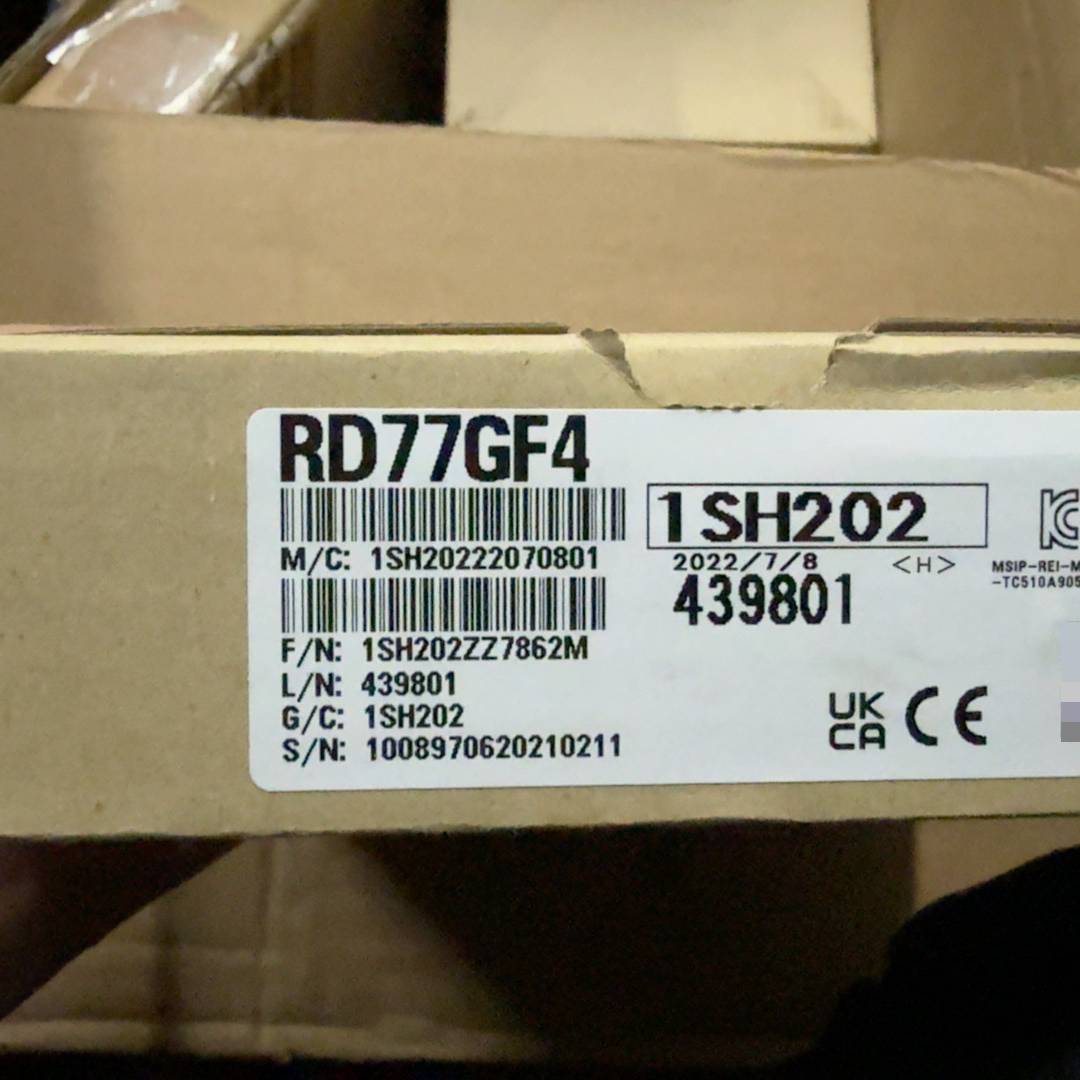 RD77GF4
M/C: 1SH20222070801
F/N: 1SH202ZZ7862M
L/N: 439801
G/C: 1SH202
S/N: 1008970620210211
1SH202
2022/7/8 <H>
439801
MSIP-REI-M
-TC510A905
UK
CA CE